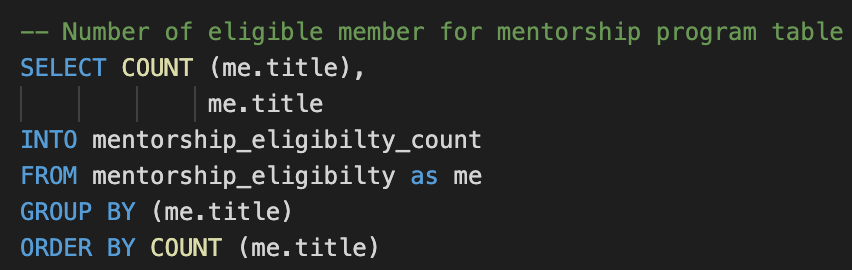 -- Number of eligible member for mentorship program table
SELECT COUNT (me.title),
me.title
INTO mentorship_eligibilty_count
FROM mentorship_eligibilty as me
GROUP BY (me.title)
ORDER BY COUNT (me.title)